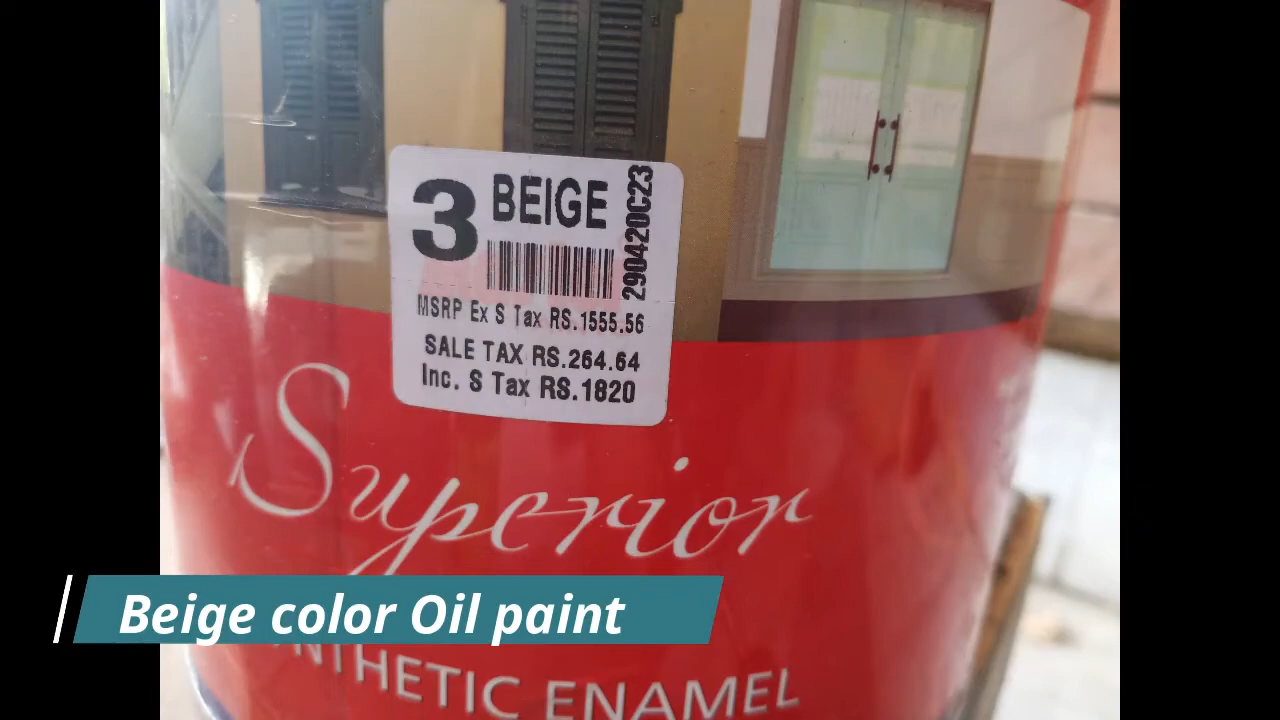 3 BEIGE
290420C23
MSRP Ex S Tax RS.1555.56
SALE TAX RS.264.64
Inc. S Tax RS.1820
Superior
Beige color Oil paint
NTHETIC ENAMEL